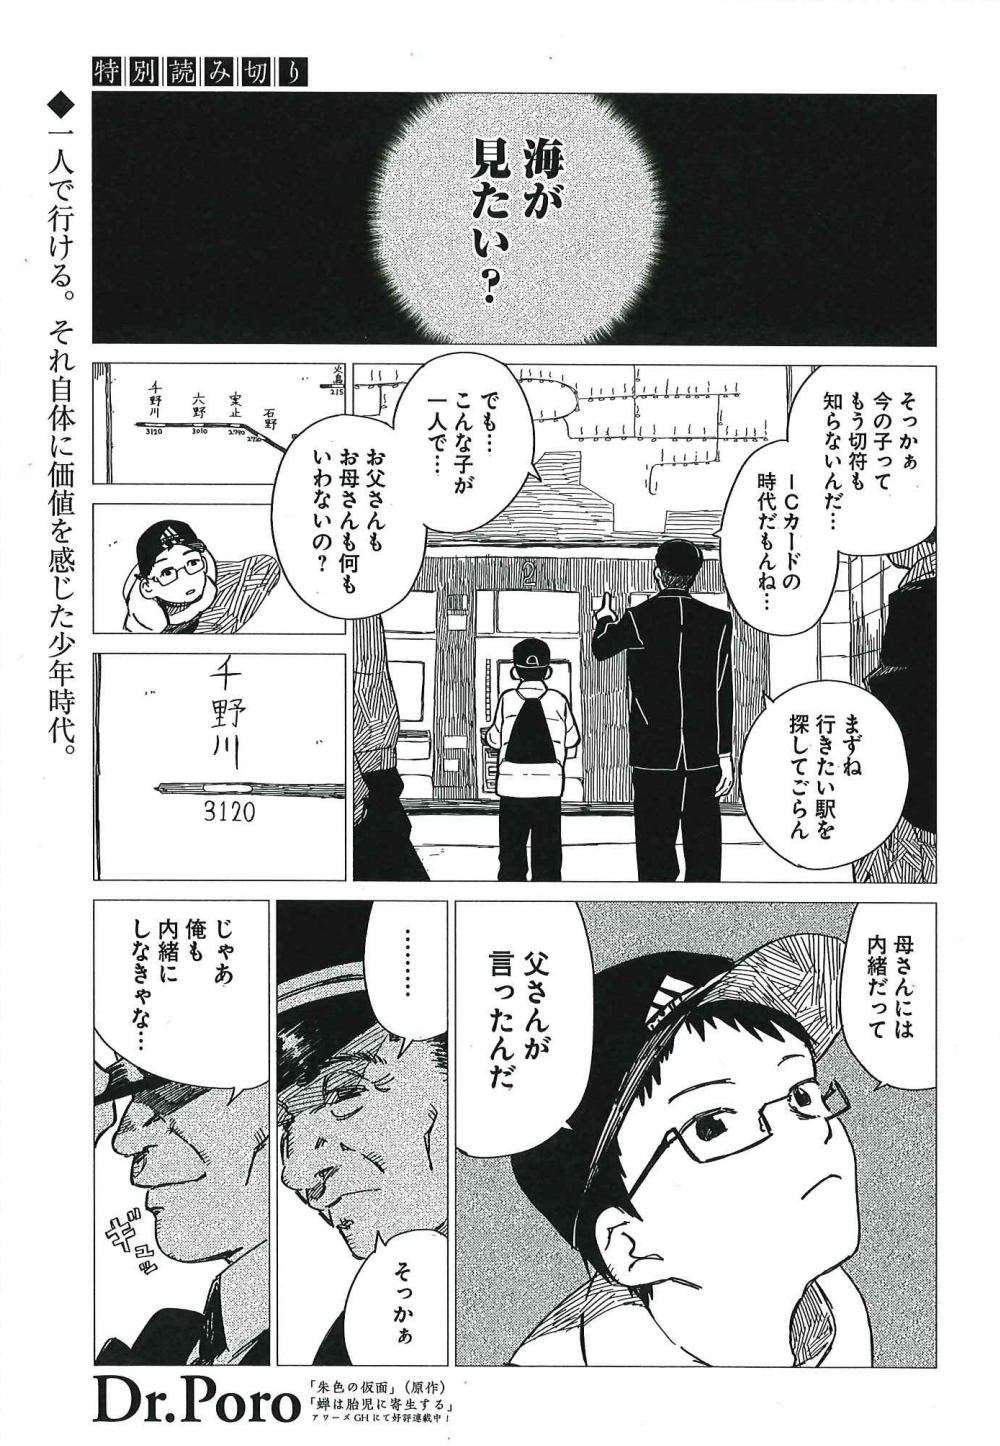 特別読み切り
◆一人で行ける。それ自体に価値を感じた少年時代。
海が
見たい?
そっかぁ
今の子って
もう切符も
知らないんだ…
ICカードの
時代だもんね…
でも…
こんな子が
一人で…
お父さんも
お母さんも何も
いわないの?
2
まずね
行きたい駅を
探してごらん
215
石野
室止
2740
六野
3010
千野川
3120
千野川
3120
母さんには
内緒だって
父さんが
言ったんだ
………
そっかぁ
じゃあ
俺も
内緒に
しなきゃな…
ギュッ
Dr.Poro
「朱色の仮面」(原作)
「蝉は胎児に寄生する」
アワーズGHにて好評連載中!